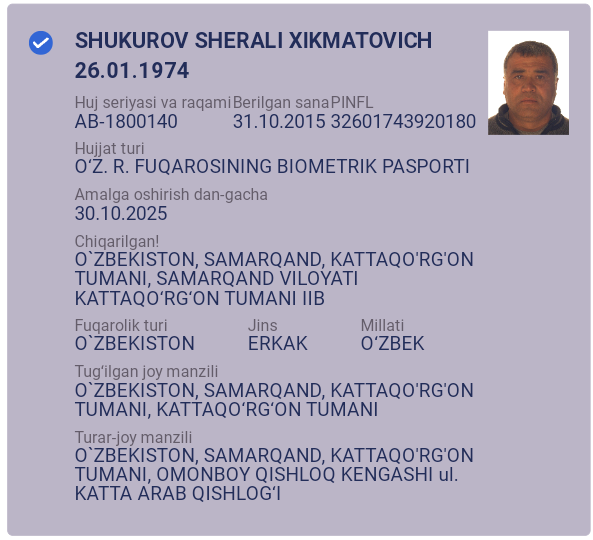 SHUKUROV SHERALI XIKMATOVICH
26.01.1974
Huj seriyasi va raqami Berilgan sana PINFL
AB-1800140 31.10.2015 32601743920180
Hujjat turi
O‘Z. R. FUQAROSINING BIOMETRIK PASPORTI
Amalga oshirish dan-gacha
30.10.2025
Chiqarilgan!
O`ZBEKISTON, SAMARQAND, KATTAQO'RG'ON
TUMANI, SAMARQAND VILOYATI
KATTAQO‘RG‘ON TUMANI IIB
Fuqarolik turi Jins Millati
O`ZBEKISTON ERKAK O‘ZBEK
Tug‘ilgan joy manzili
O`ZBEKISTON, SAMARQAND, KATTAQO'RG'ON
TUMANI, KATTAQO‘RG‘ON TUMANI
Turar-joy manzili
O`ZBEKISTON, SAMARQAND, KATTAQO'RG'ON
TUMANI, OMONBOY QISHLOQ KENGASHI ul.
KATTA ARAB QISHLOG‘I